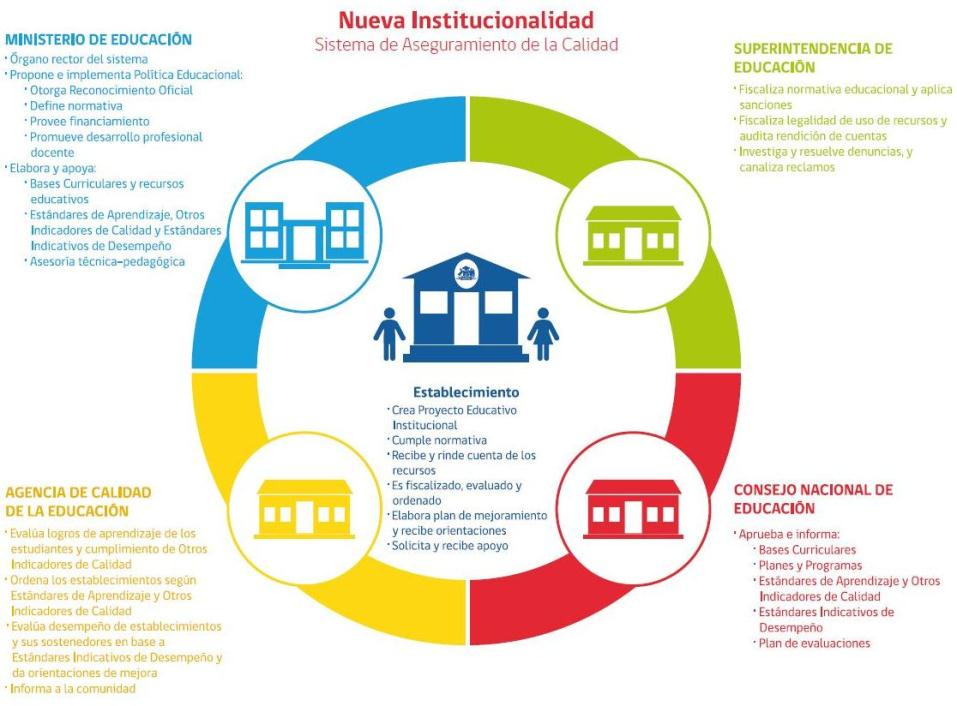 Nueva Institucionalidad
Sistema de Aseguramiento de la Calidad
MINISTERIO DE EDUCACIÓN
· Órgano rector del sistema
· Propone e implementa Política Educacional:
· Otorga Reconocimiento Oficial
· Define normativa
· Provee financiamiento
· Promueve desarrollo profesional
docente
· Elabora y apoya:
· Bases Curriculares y recursos
educativos
· Estándares de Aprendizaje, Otros
Indicadores de Calidad y Estándares
Indicativos de Desempeño
· Asesoría técnica-pedagógica
SUPERINTENDENCIA DE
EDUCACIÓN
· Fiscaliza normativa educacional y aplica
sanciones
· Fiscaliza legalidad de uso de recursos y
audita rendición de cuentas
· Investiga y resuelve denuncias, y
canaliza reclamos
Establecimiento
· Crea Proyecto Educativo
Institucional
· Cumple normativa
· Recibe y rinde cuenta de los
recursos
· Es fiscalizado, evaluado y
ordenado
· Elabora plan de mejoramiento
y recibe orientaciones
· Solicita y recibe apoyo
AGENCIA DE CALIDAD
DE LA EDUCACIÓN
· Evalúa logros de aprendizaje de los
estudiantes y cumplimiento de Otros
Indicadores de Calidad
· Ordena los establecimientos según
Estándares de Aprendizaje y Otros
Indicadores de Calidad
· Evalúa desempeño de establecimientos
y sus sostenedores en base a
Estándares Indicativos de Desempeño y
da orientaciones de mejora
· Informa a la comunidad
CONSEJO NACIONAL DE
EDUCACIÓN
· Aprueba e informa:
· Bases Curriculares
· Planes y Programas
· Estándares de Aprendizaje y Otros
Indicadores de Calidad
· Estándares Indicativos de
Desempeño
· Plan de evaluaciones